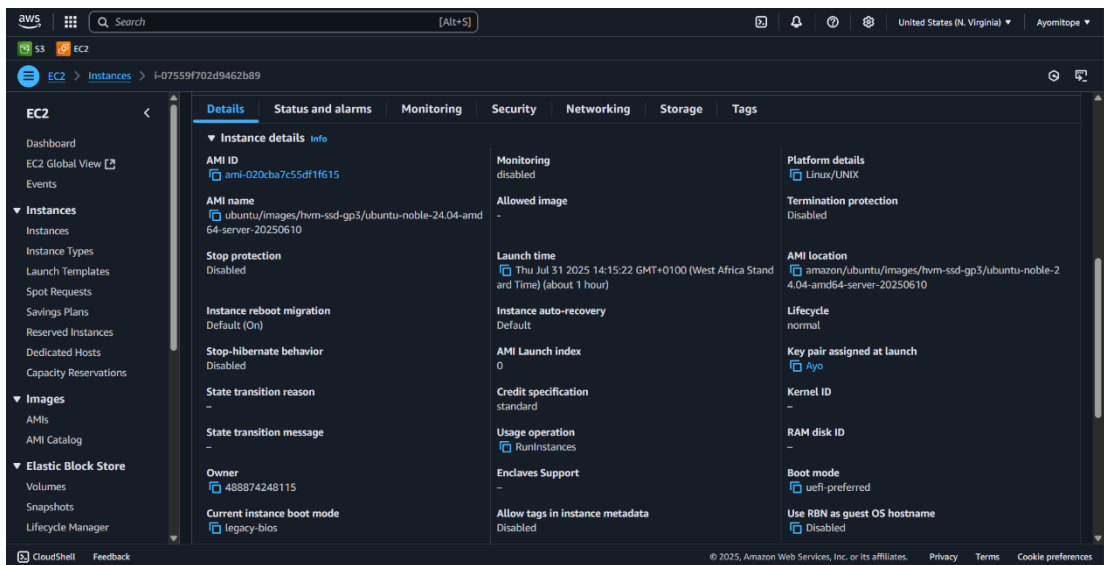 aws
Search
[Alt+S]
United States (N. Virginia)
Ayomitope
S3
EC2
EC2 > Instances > i-07559f702d9462b89
EC2
Dashboard
EC2 Global View
Events
Instances
Instances
Instance Types
Launch Templates
Spot Requests
Savings Plans
Reserved Instances
Dedicated Hosts
Capacity Reservations
Images
AMIs
AMI Catalog
Elastic Block Store
Volumes
Snapshots
Lifecycle Manager
Details
Status and alarms
Monitoring
Security
Networking
Storage
Tags
Instance details Info
AMI ID
ami-020cba7c55df1f615
Monitoring
disabled
Platform details
Linux/UNIX
AMI name
ubuntu/images/hvm-ssd-gp3/ubuntu-noble-24.04-amd
64-server-20250610
Allowed image
–
Termination protection
Disabled
Stop protection
Disabled
Launch time
Thu Jul 31 2025 14:15:22 GMT+0100 (West Africa Stand
ard Time) (about 1 hour)
AMI location
amazon/ubuntu/images/hvm-ssd-gp3/ubuntu-noble-2
4.04-amd64-server-20250610
Instance reboot migration
Default (On)
Instance auto-recovery
Default
Lifecycle
normal
Stop-hibernate behavior
Disabled
AMI Launch index
0
Key pair assigned at launch
Ayo
State transition reason
–
Credit specification
standard
Kernel ID
–
State transition message
–
Usage operation
RunInstances
RAM disk ID
–
Owner
488874248115
Enclaves Support
–
Boot mode
uefi-preferred
Current instance boot mode
legacy-bios
Allow tags in instance metadata
Disabled
Use RBN as guest OS hostname
Disabled
CloudShell
Feedback
© 2025, Amazon Web Services, Inc. or its affiliates.
Privacy
Terms
Cookie preferences